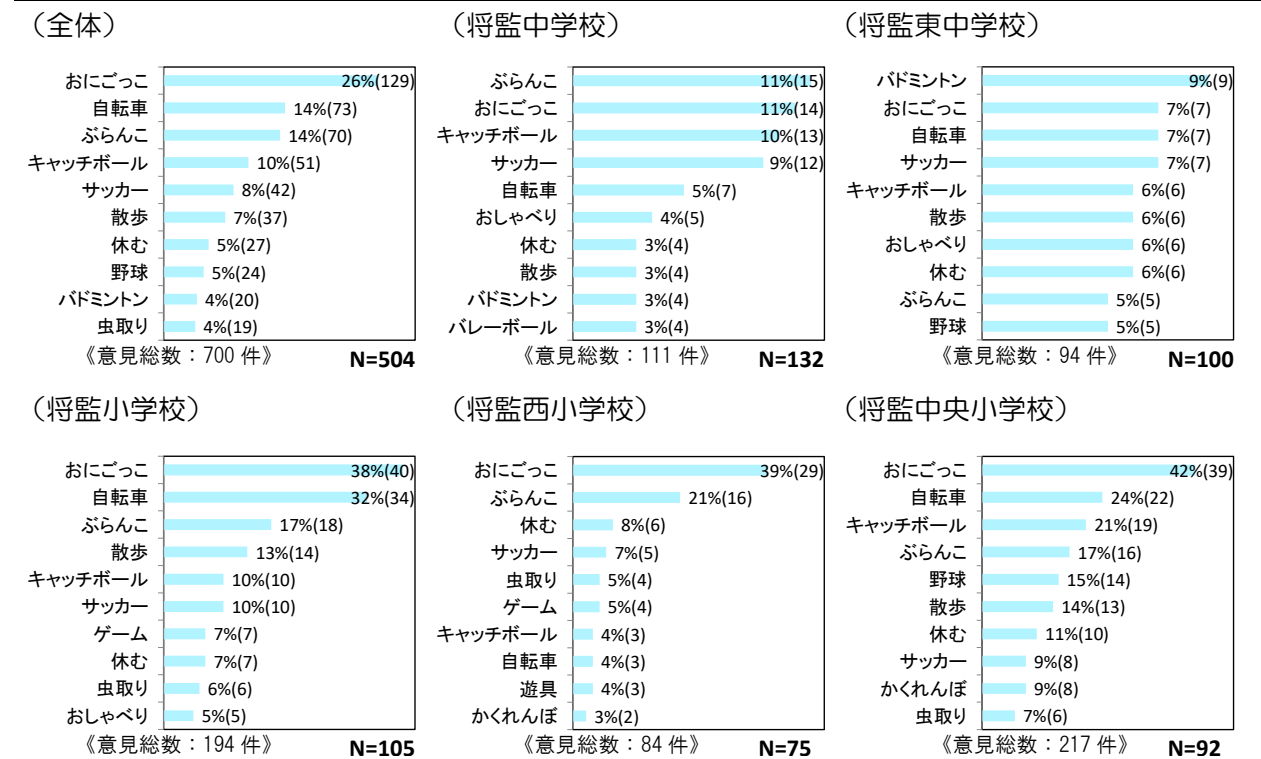 (全体)
おにごっこ 26%(129)
自転車 14%(73)
ぶらんこ 14%(70)
キャッチボール 10%(51)
サッカー 8%(42)
散歩 7%(37)
休む 5%(27)
野球 5%(24)
バドミントン 4%(20)
虫取り 4%(19)
《意見総数:700 件》 N=504
(将監中学校)
ぶらんこ 11%(15)
おにごっこ 11%(14)
キャッチボール 10%(13)
サッカー 9%(12)
自転車 5%(7)
おしゃべり 4%(5)
休む 3%(4)
散歩 3%(4)
バドミントン 3%(4)
バレーボール 3%(4)
《意見総数:111 件》 N=132
(将監東中学校)
バドミントン 9%(9)
おにごっこ 7%(7)
自転車 7%(7)
サッカー 7%(7)
キャッチボール 6%(6)
散歩 6%(6)
おしゃべり 6%(6)
休む 6%(6)
ぶらんこ 5%(5)
野球 5%(5)
《意見総数:94 件》 N=100
(将監小学校)
おにごっこ 38%(40)
自転車 32%(34)
ぶらんこ 17%(18)
散歩 13%(14)
キャッチボール 10%(10)
サッカー 10%(10)
ゲーム 7%(7)
休む 7%(7)
虫取り 6%(6)
おしゃべり 5%(5)
《意見総数:194 件》 N=105
(将監西小学校)
おにごっこ 39%(29)
ぶらんこ 21%(16)
休む 8%(6)
サッカー 7%(5)
虫取り 5%(4)
ゲーム 5%(4)
キャッチボール 4%(3)
自転車 4%(3)
遊具 4%(3)
かくれんぼ 3%(2)
《意見総数:84 件》 N=75
(将監中央小学校)
おにごっこ 42%(39)
自転車 24%(22)
キャッチボール 21%(19)
ぶらんこ 17%(16)
野球 15%(14)
散歩 14%(13)
休む 11%(10)
サッカー 9%(8)
かくれんぼ 9%(8)
虫取り 7%(6)
《意見総数:217 件》 N=92